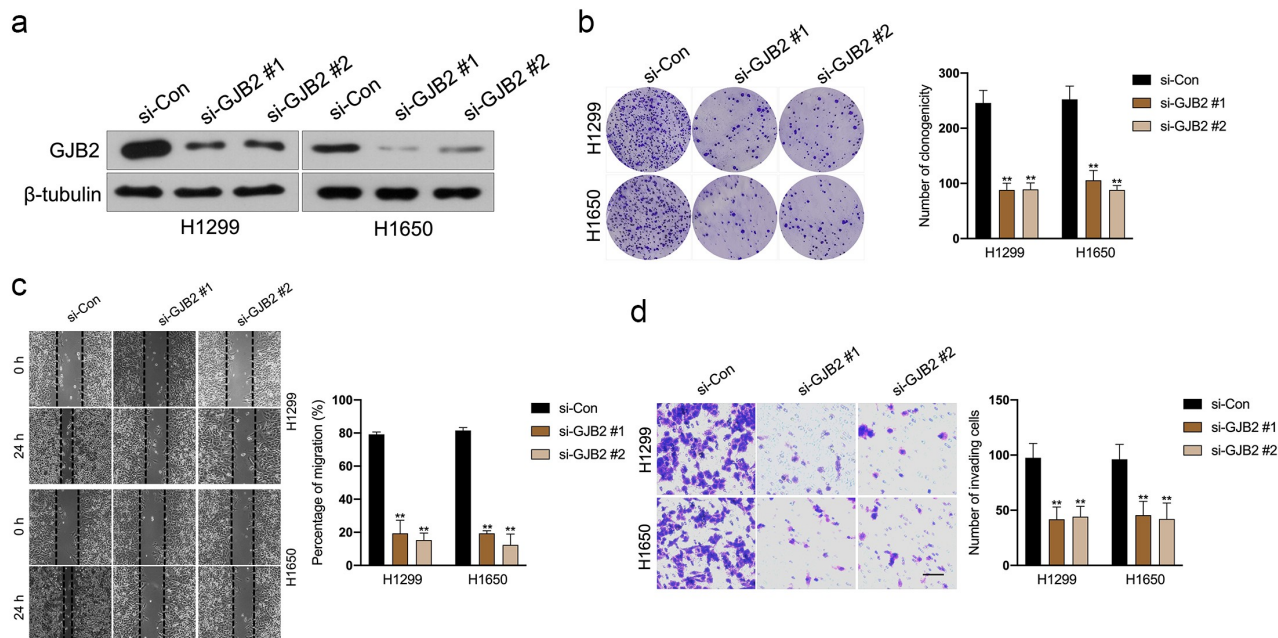 a
si-Con
si-GJB2 #1
si-GJB2 #2
si-Con
si-GJB2 #1
si-GJB2 #2
GJB2
β-tubulin
H1299
H1650
b
si-Con
si-GJB2 #1
si-GJB2 #2
H1299
H1650
Number of clonogenicity
300
200
100
0
** **
** **
H1299
H1650
si-Con
si-GJB2 #1
si-GJB2 #2
c
si-Con
si-GJB2 #1
si-GJB2 #2
0 h
24 h
H1299
0 h
24 h
H1650
Percentage of migration (%)
100
80
60
40
20
0
** **
** **
H1299
H1650
si-Con
si-GJB2 #1
si-GJB2 #2
d
si-Con
si-GJB2 #1
si-GJB2 #2
H1299
H1650
Number of invading cells
150
100
50
0
** **
** **
H1299
H1650
si-Con
si-GJB2 #1
si-GJB2 #2